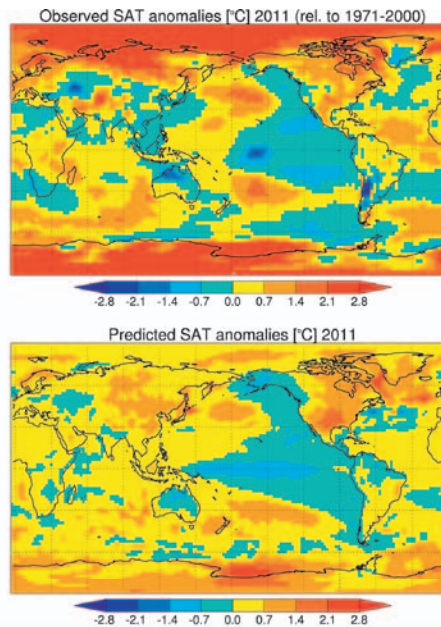 Observed SAT anomalies [°C] 2011 (rel. to 1971-2000)
-2.8 -2.1 -1.4 -0.7 0.0 0.7 1.4 2.1 2.8
Predicted SAT anomalies [°C] 2011
-2.8 -2.1 -1.4 -0.7 0.0 0.7 1.4 2.1 2.8